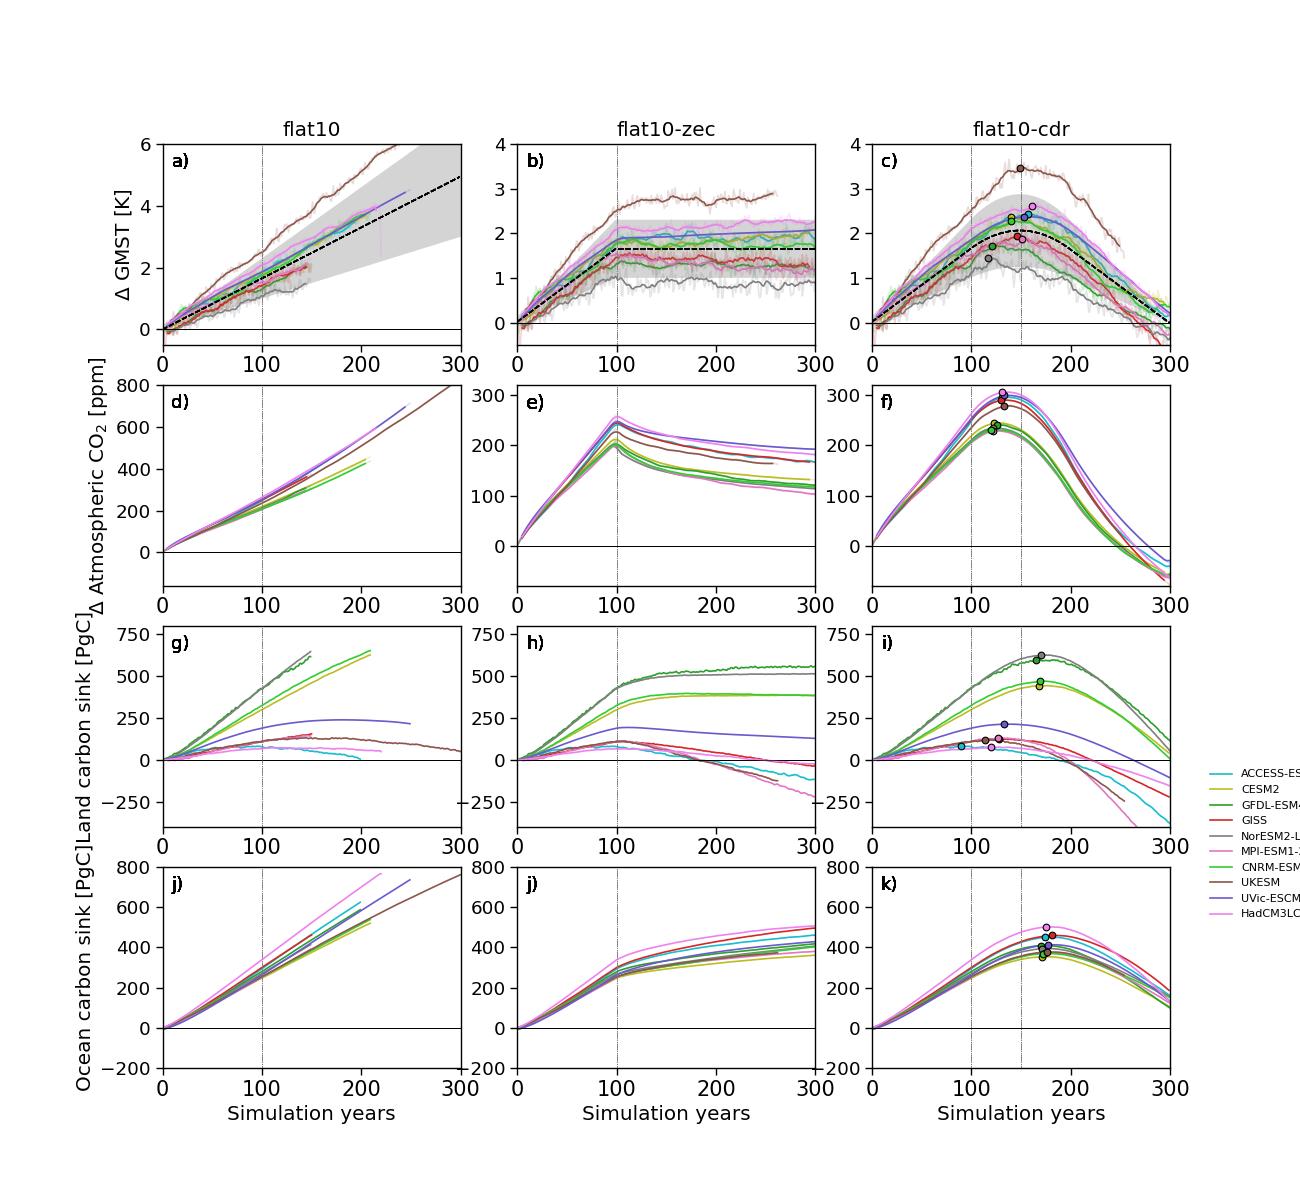 flat10 flat10-zec flat10-cdr
a) b) c)
Δ GMST [K]
6 4 2 0
4 3 2 1 0
4 3 2 1 0
0 100 200 300 0 100 200 300 0 100 200 300
d) e) f)
Δ Atmospheric CO₂ [ppm]
800 600 400 200 0
300 200 100 0
300 200 100 0
0 100 200 300 0 100 200 300 0 100 200 300
g) h) i)
Land carbon sink [PgC]
750 500 250 0 −250
750 500 250 0 −250
750 500 250 0 −250
0 100 200 300 0 100 200 300 0 100 200 300
j) j) k)
Ocean carbon sink [PgC]
800 600 400 200 0 −200
800 600 400 200 0 −200
800 600 400 200 0 −200
0 100 200 300 0 100 200 300 0 100 200 300
Simulation years Simulation years Simulation years
ACCESS-ES
CESM2
GFDL-ESM4
GISS
NorESM2-L
MPI-ESM1-
CNRM-ESM
UKESM
UVic-ESCM
HadCM3LC